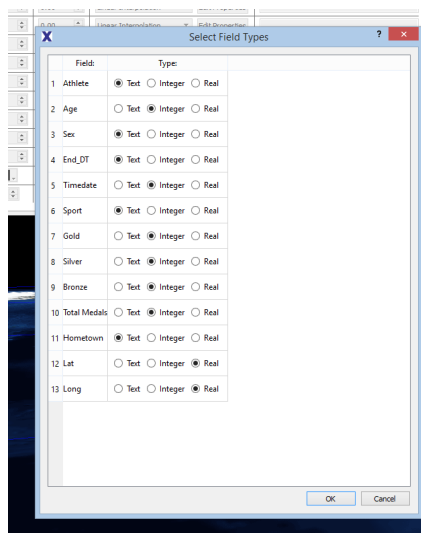 0.00 Linear Interpolation Edit Properties
X Select Field Types ? ×
Field: Type:
1 Athlete Text Integer Real
2 Age Text Integer Real
3 Sex Text Integer Real
4 End_DT Text Integer Real
5 Timedate Text Integer Real
6 Sport Text Integer Real
7 Gold Text Integer Real
8 Silver Text Integer Real
9 Bronze Text Integer Real
10 Total Medals Text Integer Real
11 Hometown Text Integer Real
12 Lat Text Integer Real
13 Long Text Integer Real
OK Cancel